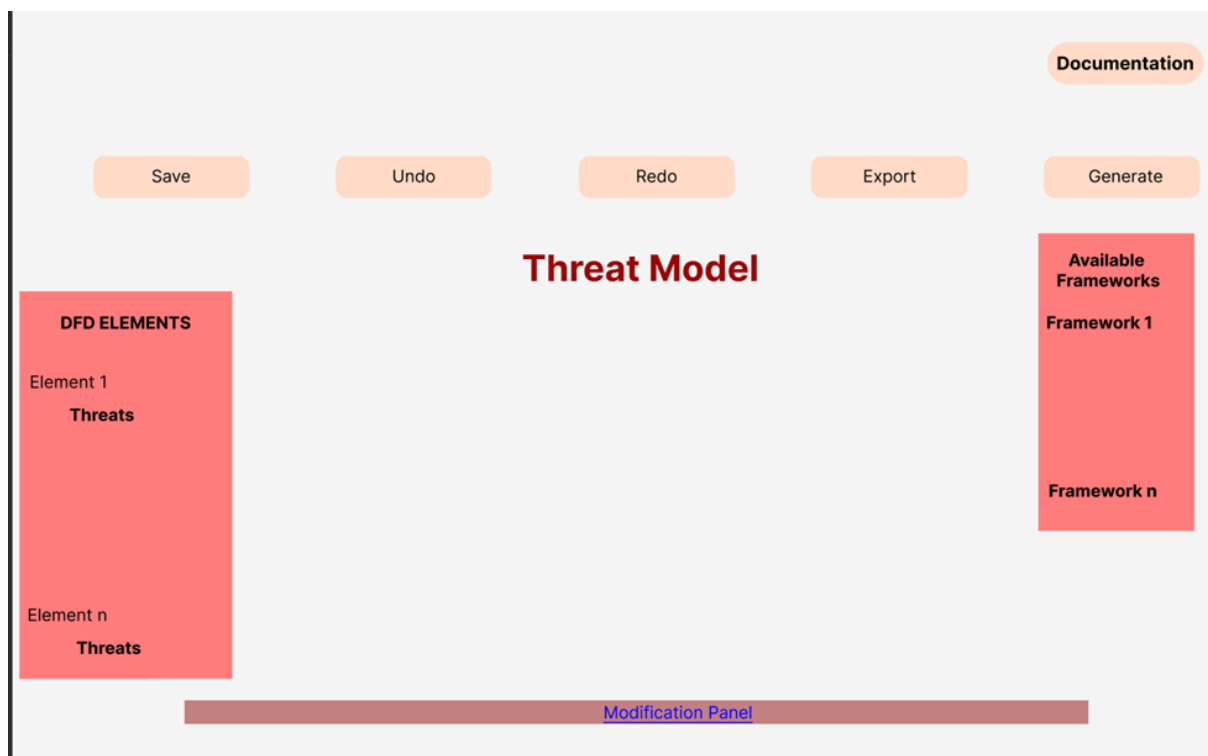 Documentation
Save
Undo
Redo
Export
Generate
Threat Model
Available
Frameworks
Framework 1
Framework n
DFD ELEMENTS
Element 1
Threats
Element n
Threats
Modification Panel